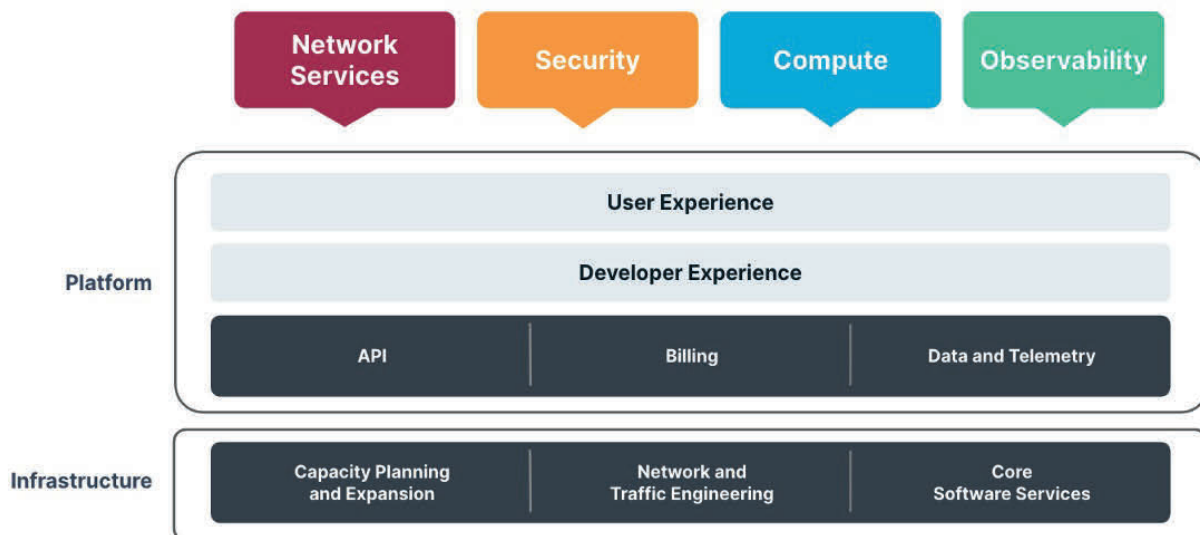 Network
Services
Security
Compute
Observability
Platform
User Experience
Developer Experience
API
Billing
Data and Telemetry
Infrastructure
Capacity Planning
and Expansion
Network and
Traffic Engineering
Core
Software Services